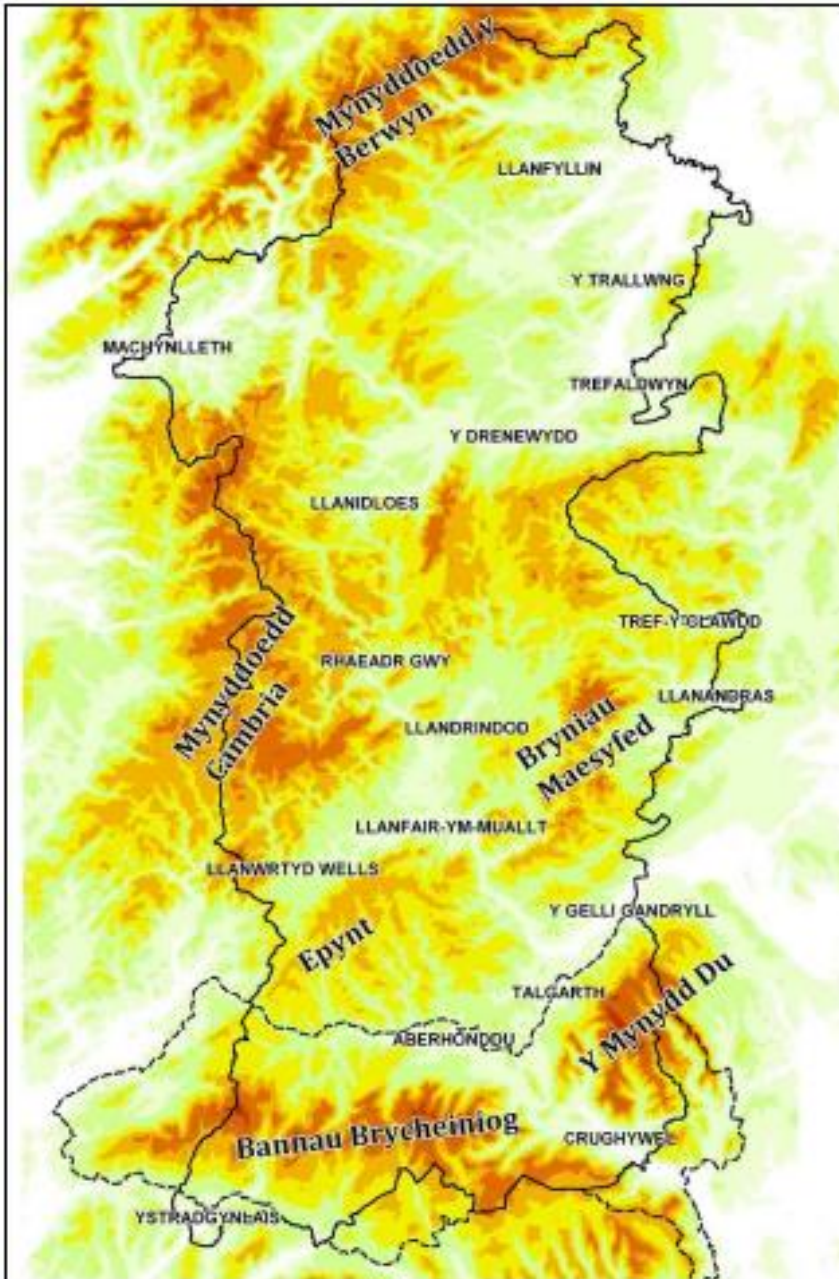 Mynyddoedd y
Berwyn
LLANFYLLIN
Y TRALLWNG
MACHYNLLETH
TREFALDWYN
Y DRENEWYDD
LLANIDLOES
TREF-Y-CLAWDD
Mynyddoedd
Cambria
RHAEADR GWY
LLANANDRAS
LLANDRINDOD
Bryniau
Maesyfed
LLANFAIR-YM-MUALLT
LLANWRTYD WELLS
Y GELLI GANDRYLL
Epynt
TALGARTH
Y Mynydd Du
ABERHONDDU
Bannau Brycheiniog
CRUGHYWEL
YSTRADGYNLAIS